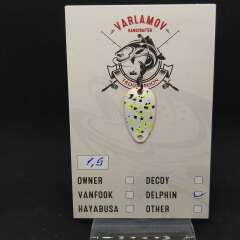 VARLAMOV
HANDCRAFTED
1,5
OWNER DECOY
VANFOOK DELPHIN
HAYABUSA OTHER